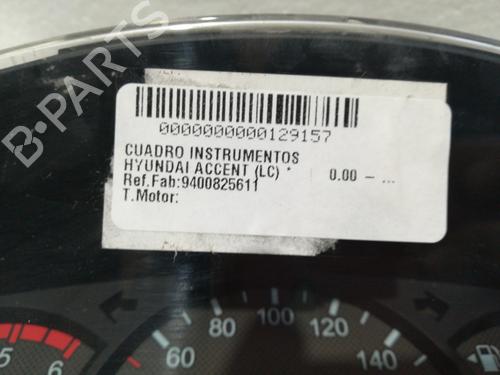 0000000000129157
CUADRO INSTRUMENTOS
HYUNDAI ACCENT (LC) * 0.00 - ...
Ref.Fab:9400825611
T.Motor:
5 6
60 80 100 120 140
B